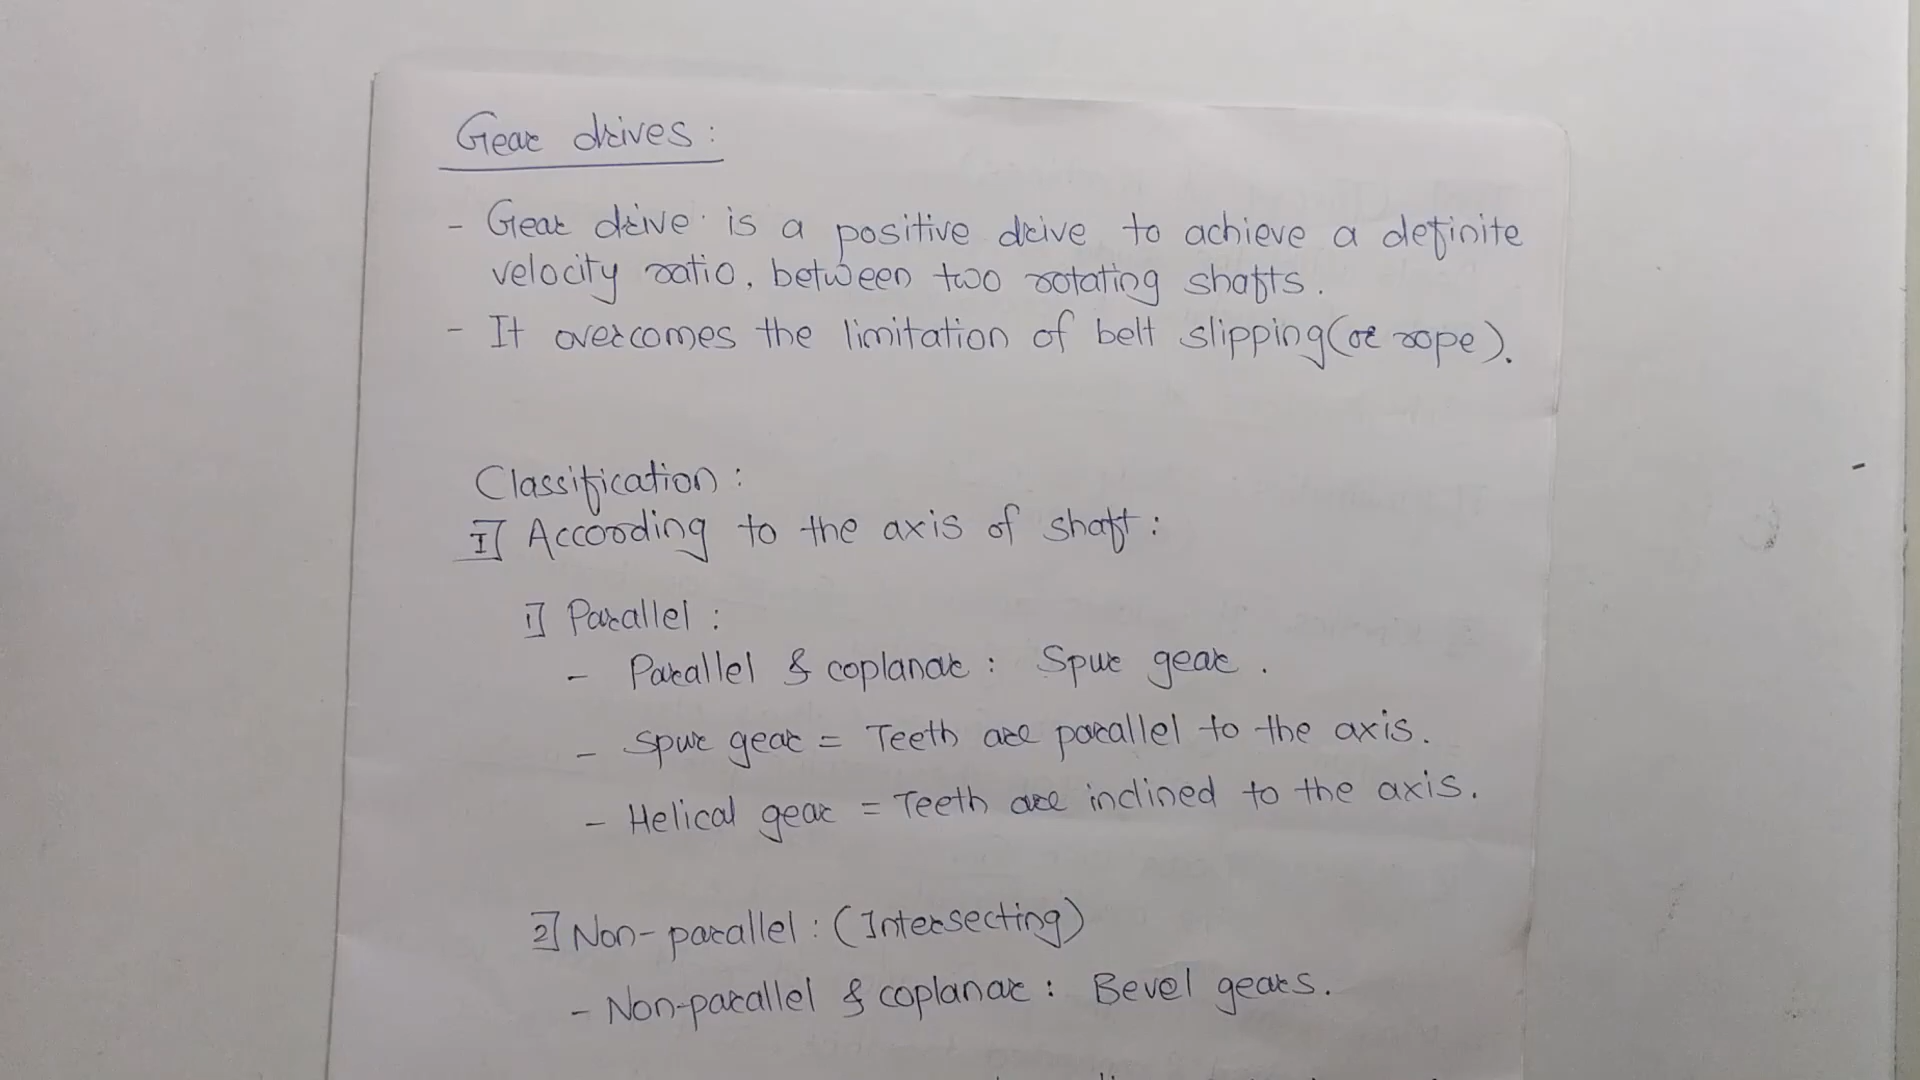 Gear drives :
- Gear drive is a positive drive to achieve a definite
velocity ratio, between two rotating shafts.
- It overcomes the limitation of belt slipping (or rope).
Classification :
I] According to the axis of shaft :
1] Parallel :
- Parallel & coplanar : Spur gear .
- Spur gear = Teeth are parallel to the axis.
- Helical gear = Teeth are inclined to the axis.
2] Non-parallel : (Intersecting)
- Non-parallel & coplanar : Bevel gears.